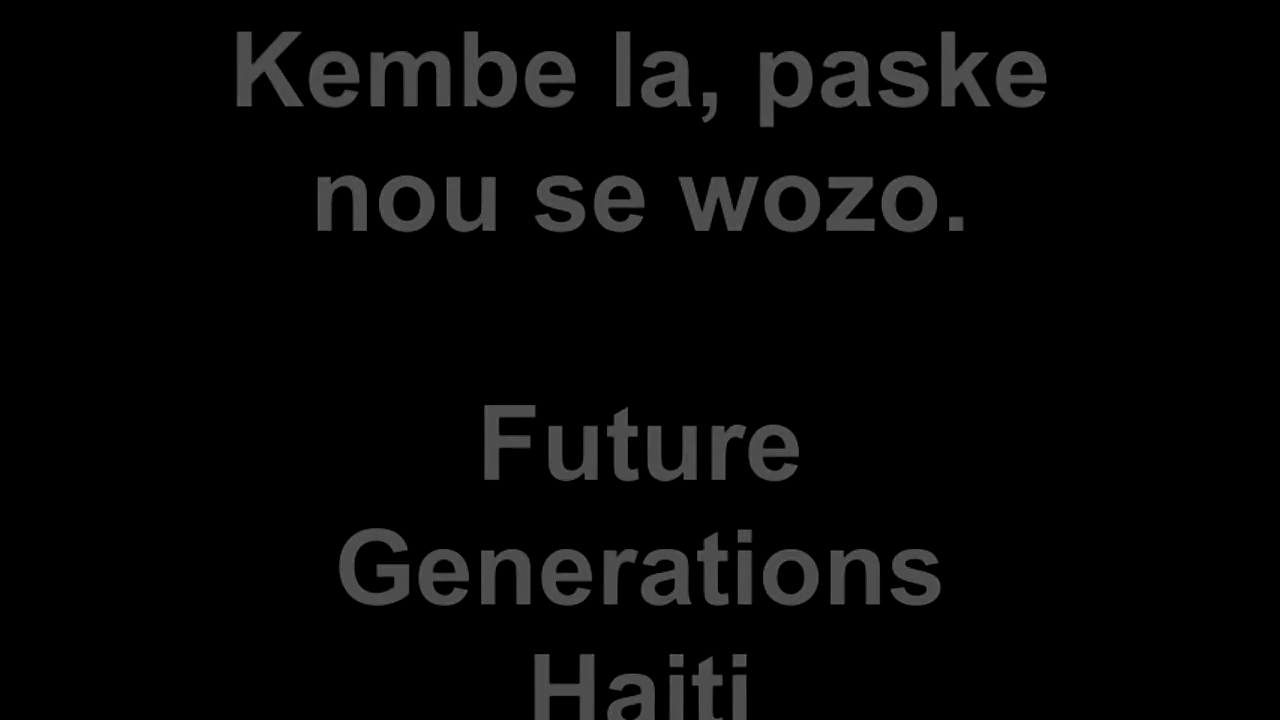 Kembe la, paske
nou se wozo.
Future
Generations
Haiti